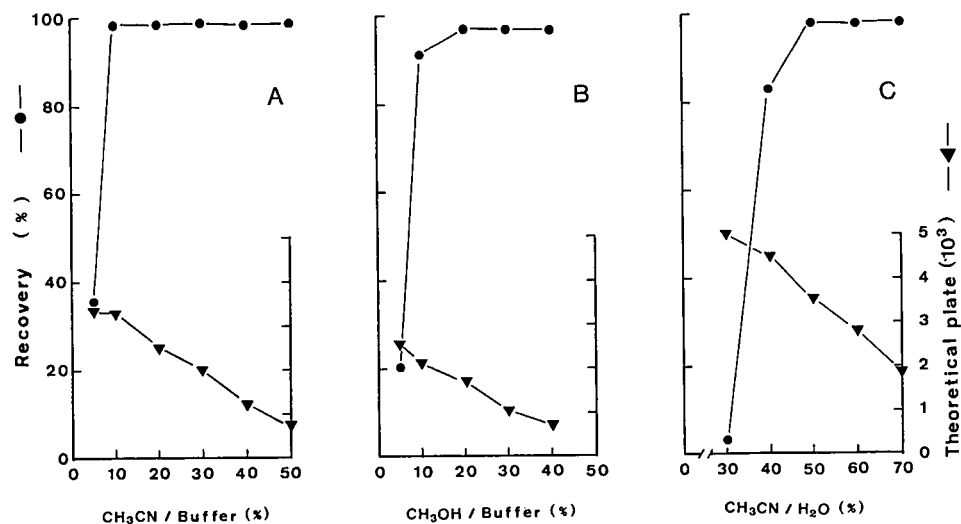 100
80
60
40
20
0
Recovery (%)
A
0 10 20 30 40 50
CH₃CN / Buffer (%)
B
0 10 20 30 40 50
CH₃OH / Buffer (%)
C
0 30 40 50 60 70
CH₃CN / H₂O (%)
5
4
3
2
1
0
Theoretical plate (·10³)